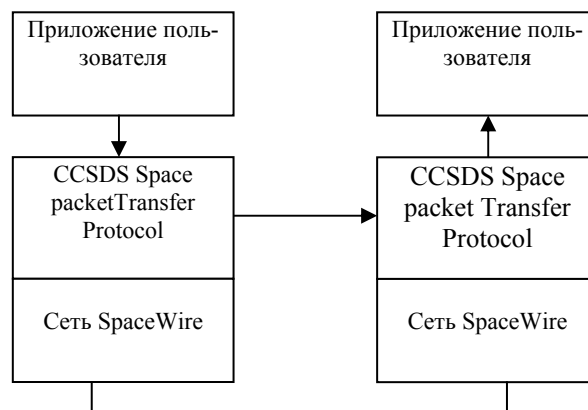 Приложение поль-
зователя
Приложение поль-
зователя
CCSDS Space
packetTransfer
Protocol
CCSDS Space
packet Transfer
Protocol
Сеть SpaceWire
Сеть SpaceWire